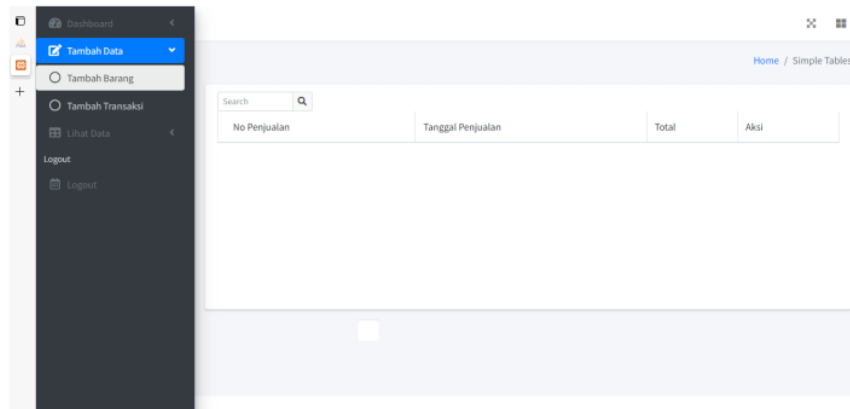 Dashboard
Tambah Data
Tambah Barang
Tambah Transaksi
Lihat Data
Logout
Logout
Home / Simple Tables
Search
No Penjualan Tanggal Penjualan Total Aksi